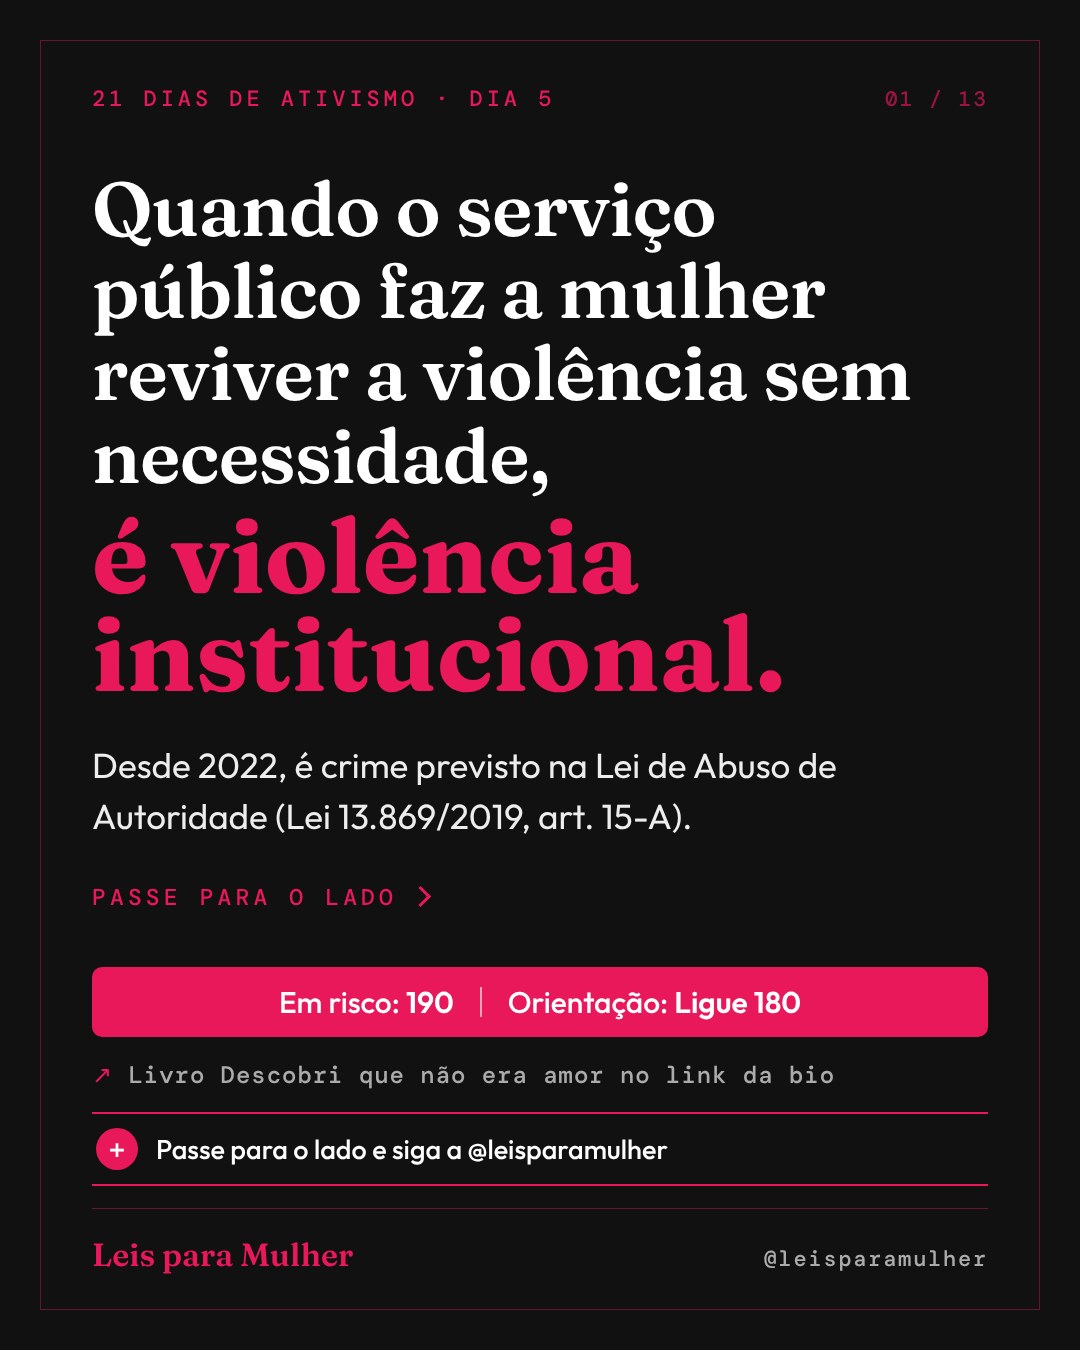 21 DIAS DE ATIVISMO · DIA 5
01 / 13
Quando o serviço
público faz a mulher
reviver a violência sem
necessidade,
é violência
institucional.
Desde 2022, é crime previsto na Lei de Abuso de
Autoridade (Lei 13.869/2019, art. 15-A).
PASSE PARA O LADO >
Em risco: 190 | Orientação: Ligue 180
↗ Livro Descobri que não era amor no link da bio
+ Passe para o lado e siga a @leisparamulher
Leis para Mulher
@leisparamulher